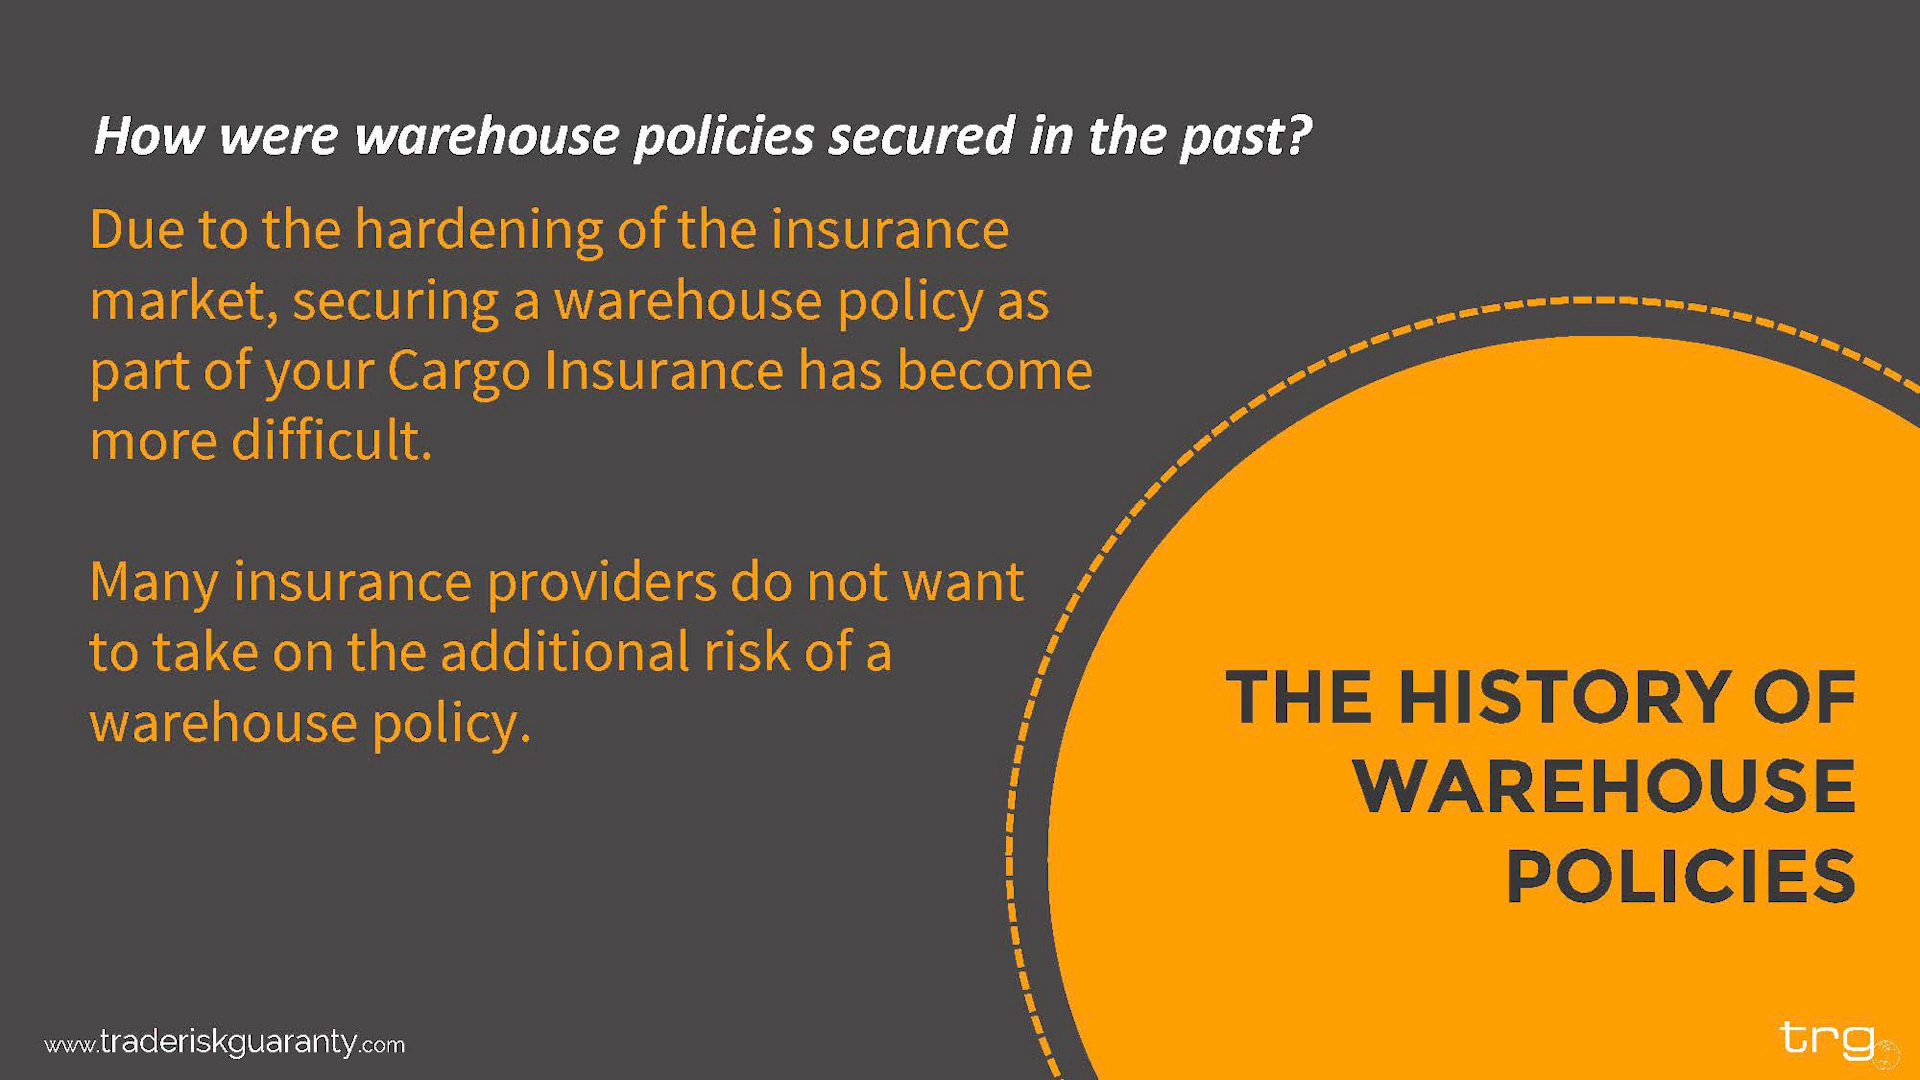 How were warehouse policies secured in the past?
Due to the hardening of the insurance
market, securing a warehouse policy as
part of your Cargo Insurance has become
more difficult.
Many insurance providers do not want
to take on the additional risk of a
warehouse policy.
THE HISTORY OF
WAREHOUSE
POLICIES
www.traderiskguaranty.com
trg